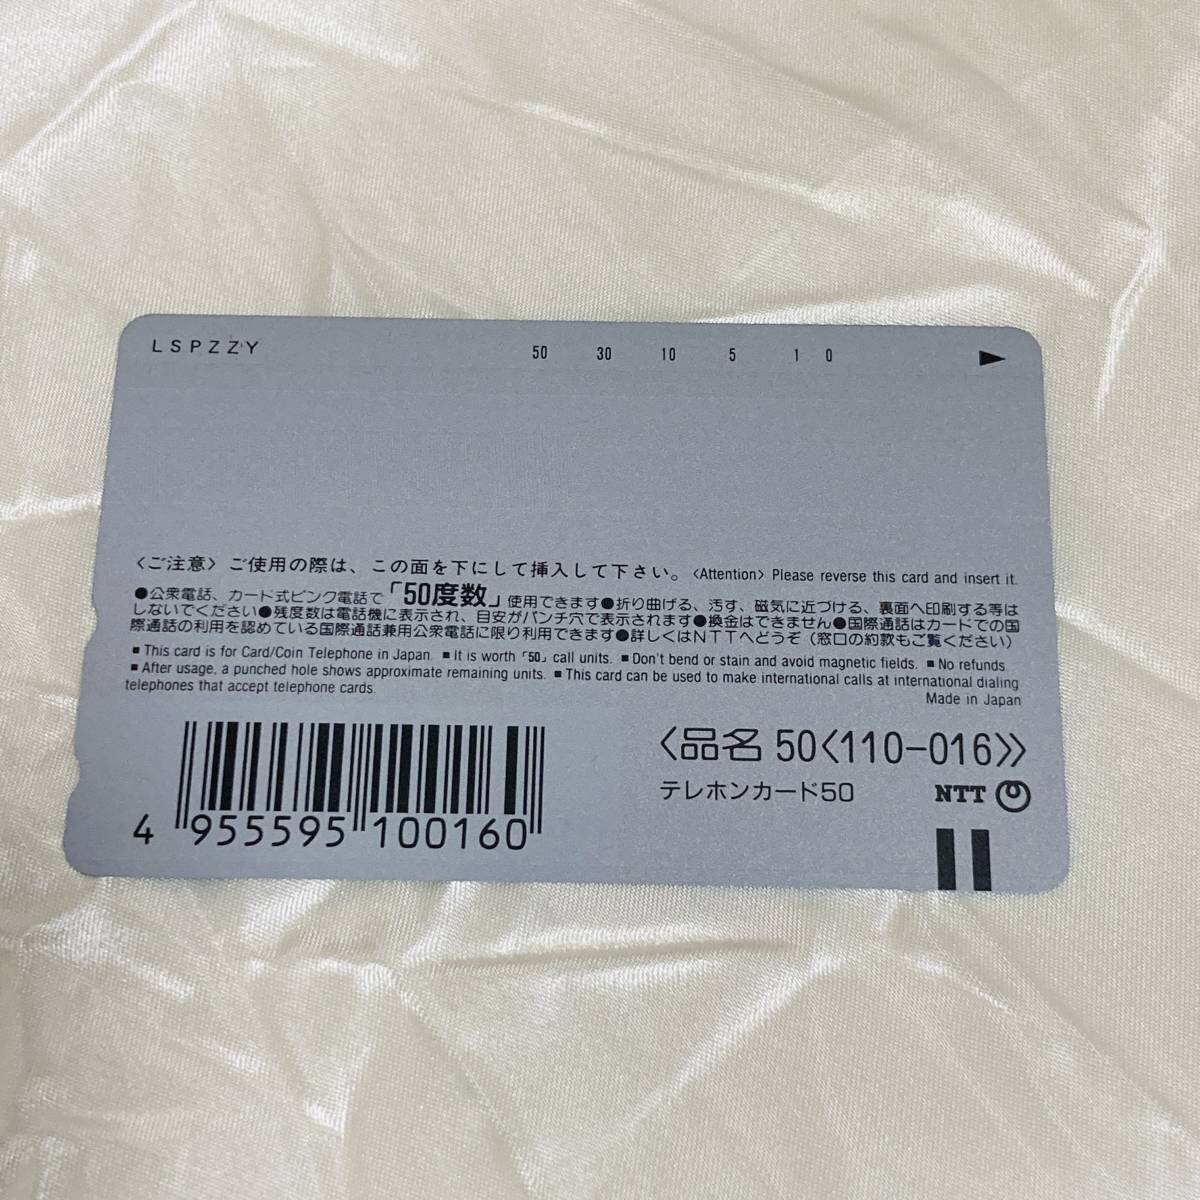 LSPZZY 50 30 10 5 1 0
〈ご注意〉ご使用の際は、この面を下にして挿入して下さい。〈Attention〉Please reverse this card and insert it.
●公衆電話、カード式ピンク電話で「50度数」使用できます●折り曲げる、汚す、磁気に近づける、裏面へ印刷する等は
しないでください●残度数は電話機に表示され、目安がパンチ穴で表示されます●換金はできません●国際通話はカードでの国
際通話の利用を認めている国際通話兼用公衆電話に限り利用できます●詳しくはNTTへどうぞ（窓口の約款もご覧ください）
■ This card is for Card/Coin Telephone in Japan. ■ It is worth「50」call units. ■ Don't bend or stain and avoid magnetic fields. ■ No refunds.
■ After usage, a punched hole shows approximate remaining units. ■ This card can be used to make international calls at international dialing
telephones that accept telephone cards.
Made in Japan
〈品名 50〈110-016〉〉
テレホンカード50 NTT
4 955595 100160